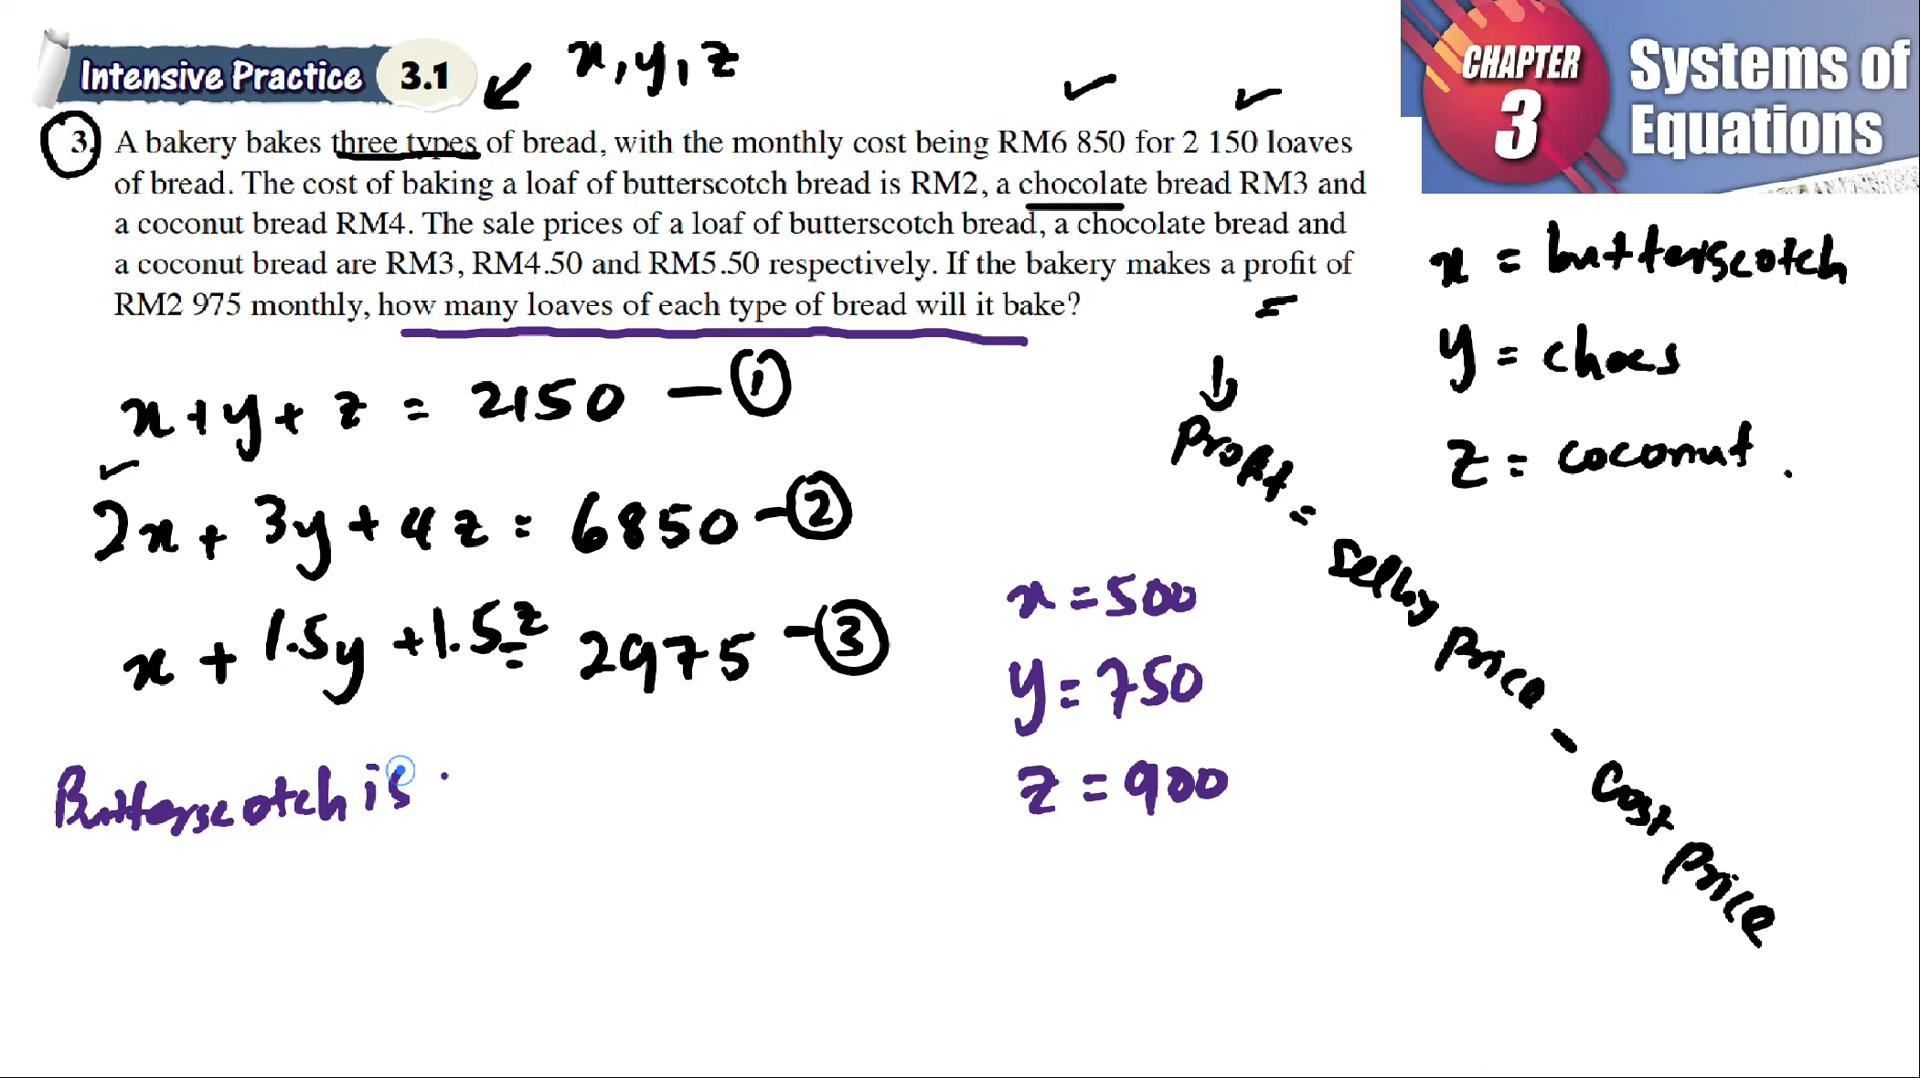 Intensive Practice 3.1
x, y, z
CHAPTER 3
Systems of Equations
3. A bakery bakes three types of bread, with the monthly cost being RM6 850 for 2 150 loaves
of bread. The cost of baking a loaf of butterscotch bread is RM2, a chocolate bread RM3 and
a coconut bread RM4. The sale prices of a loaf of butterscotch bread, a chocolate bread and
a coconut bread are RM3, RM4.50 and RM5.50 respectively. If the bakery makes a profit of
RM2 975 monthly, how many loaves of each type of bread will it bake?
x = butterscotch
y = chocs
z = coconut.
x + y + z = 2150 — ①
2x + 3y + 4z = 6850 — ②
x + 1.5y + 1.5z = 2975 — ③
Profit = Selling Price - Cost Price
x = 500
y = 750
z = 900
Butterscotch is